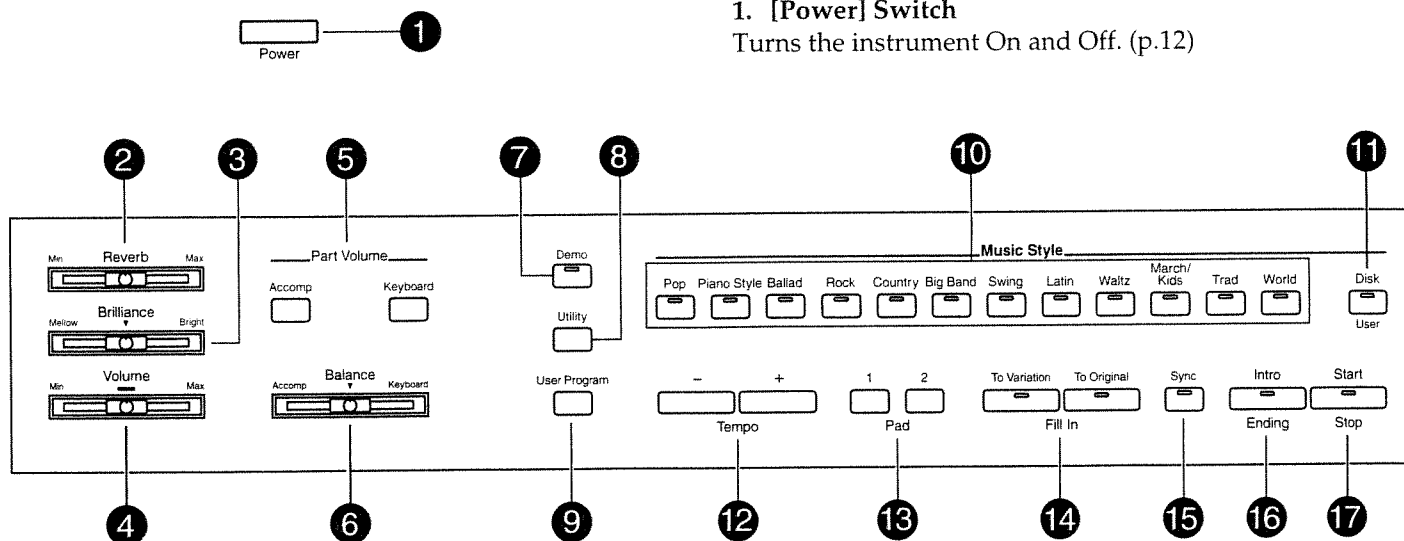 1. [Power] Switch
Turns the instrument On and Off. (p.12)
1
Power
2 3 5 7 8 10 11
Min Reverb Max
Part Volume
Demo
Music Style
Accomp Keyboard
Pop Piano Style Ballad Rock Country Big Band Swing Latin Waltz March/Kids Trad World
Disk
User
Mellow Brilliance Bright
Utility
Min Volume Max
Accomp Balance Keyboard
User Program
- +
Tempo
1 2
Pad
To Variation To Original
Fill In
Sync
Intro
Ending
Start
Stop
4 6 9 12 13 14 15 16 17